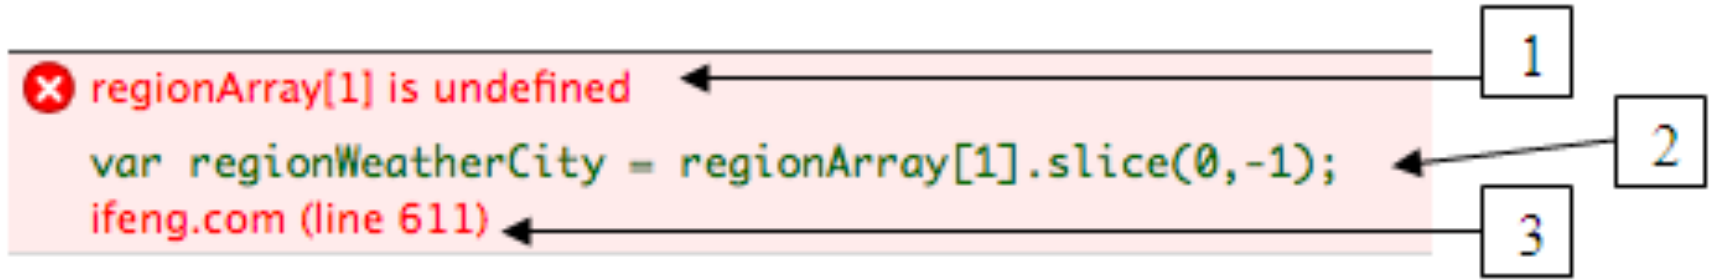 regionArray[1] is undefined
1
var regionWeatherCity = regionArray[1].slice(0,-1);
2
ifeng.com (line 611)
3